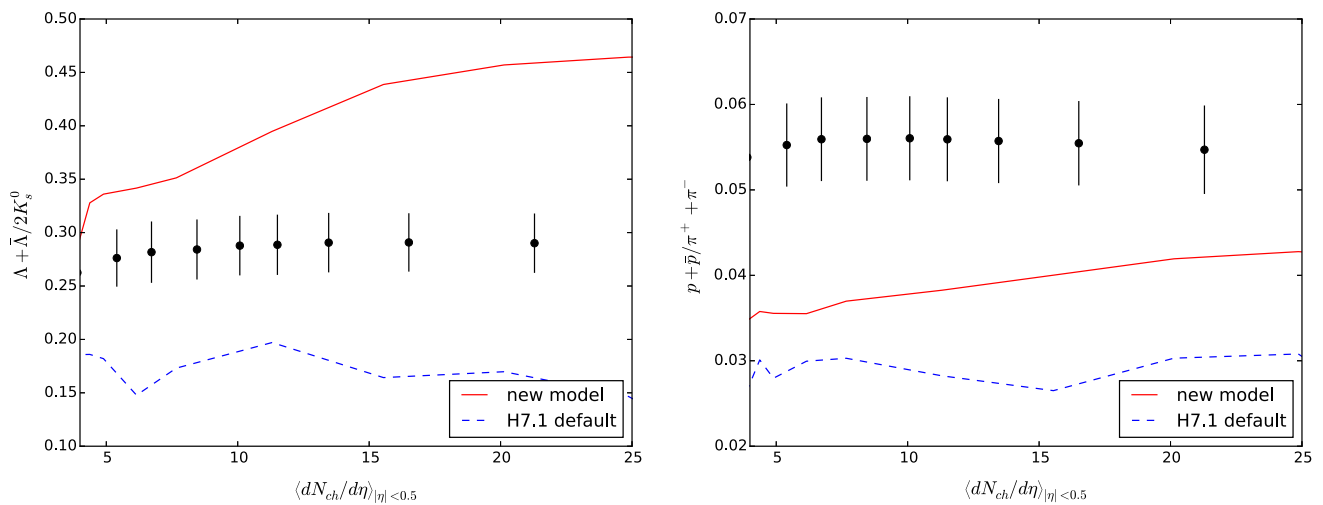 0.50
0.45
0.40
0.35
0.30
0.25
0.20
0.15
0.10
Λ + Λ̄/2K_s^0
5 10 15 20 25
⟨dN_ch/dη⟩_|η|<0.5
new model
H7.1 default
0.07
0.06
0.05
0.04
0.03
0.02
p + p̄/π^+ + π^-
5 10 15 20 25
⟨dN_ch/dη⟩_|η|<0.5
new model
H7.1 default